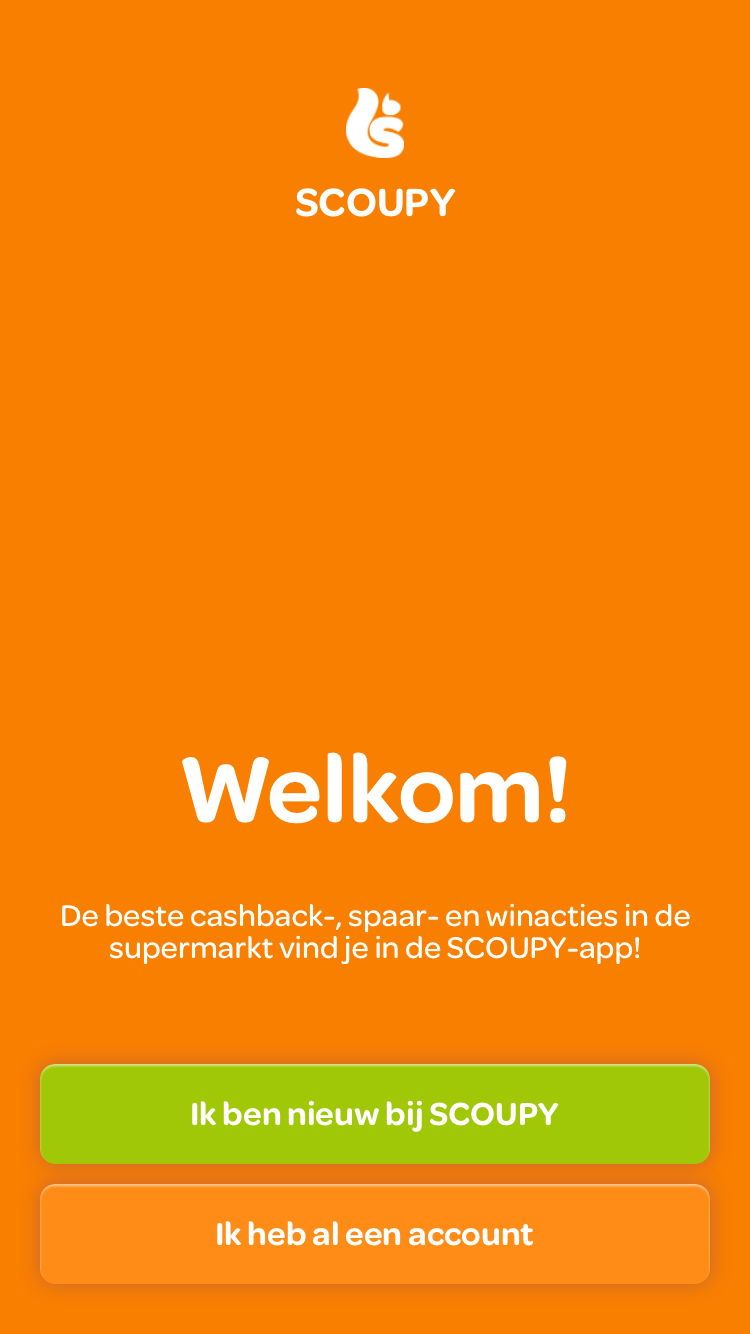 SCOUPY
Welkom!
De beste cashback-, spaar- en winacties in de
supermarkt vind je in de SCOUPY-app!
Ik ben nieuw bij SCOUPY
Ik heb al een account